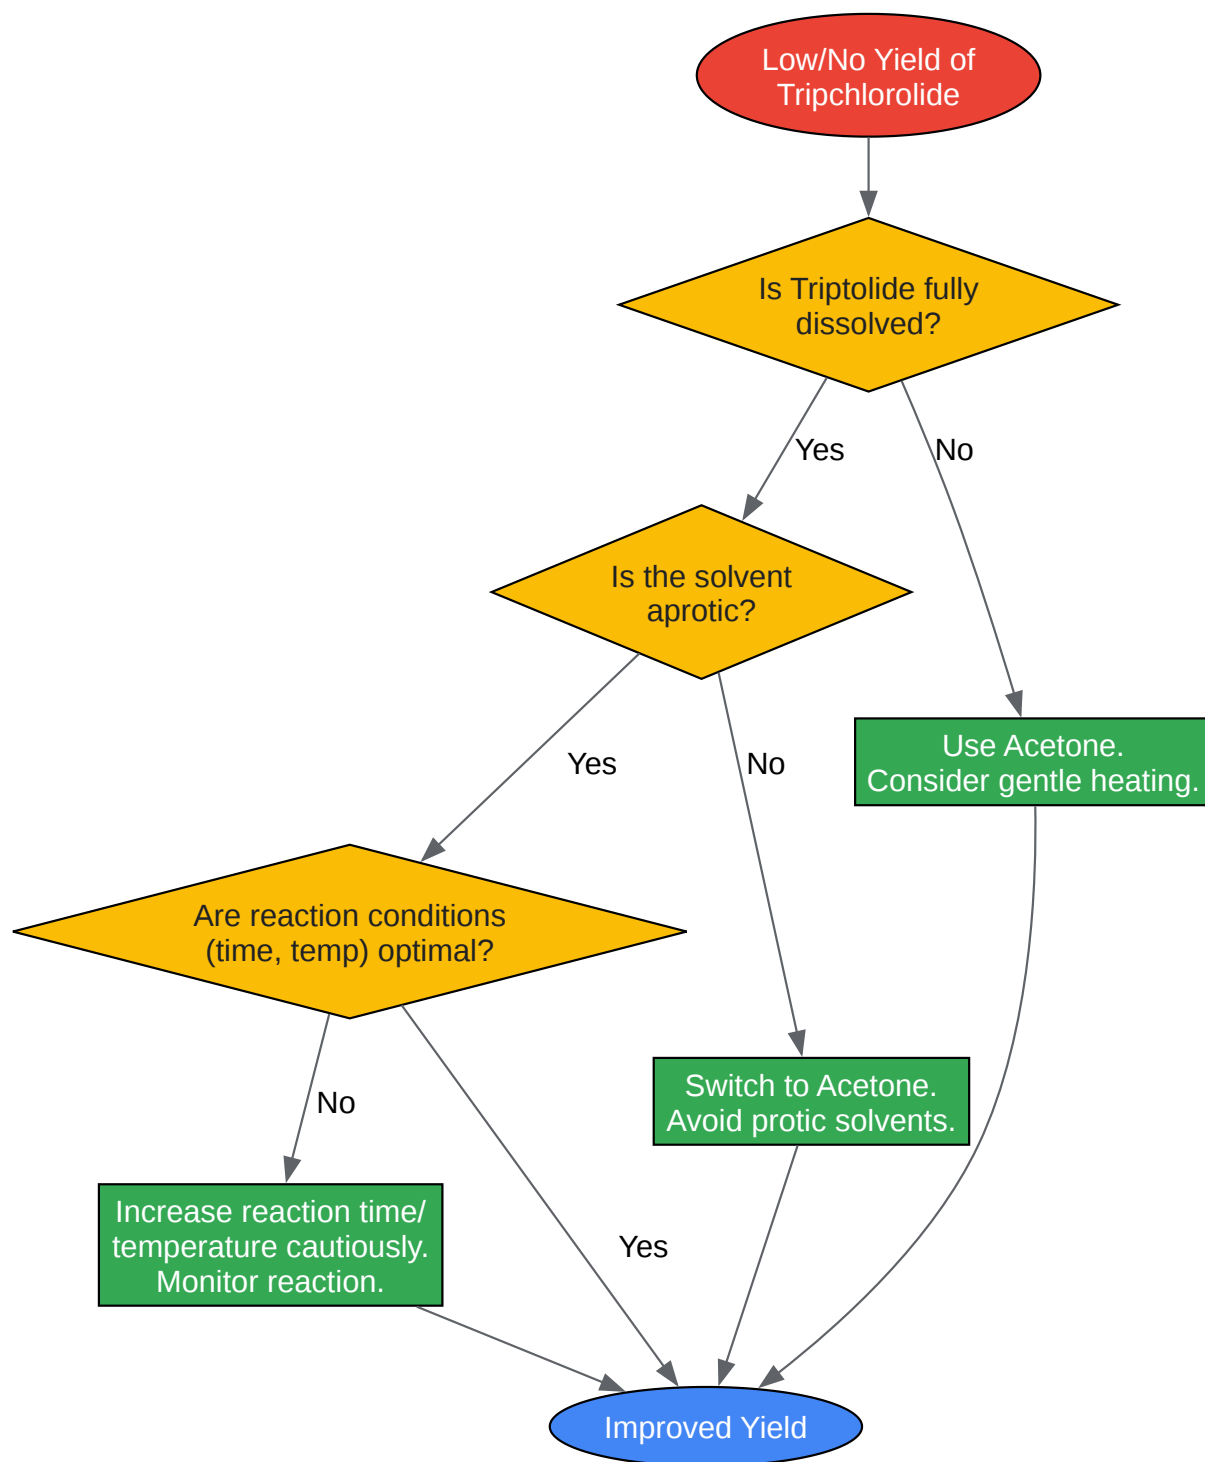 Low/No Yield of
Tripchlorolide
Is Triptolide fully
dissolved?
Yes
No
Is the solvent
aprotic?
Use Acetone.
Consider gentle heating.
Yes
No
Are reaction conditions
(time, temp) optimal?
Switch to Acetone.
Avoid protic solvents.
No
Increase reaction time/
temperature cautiously.
Monitor reaction.
Yes
Improved Yield